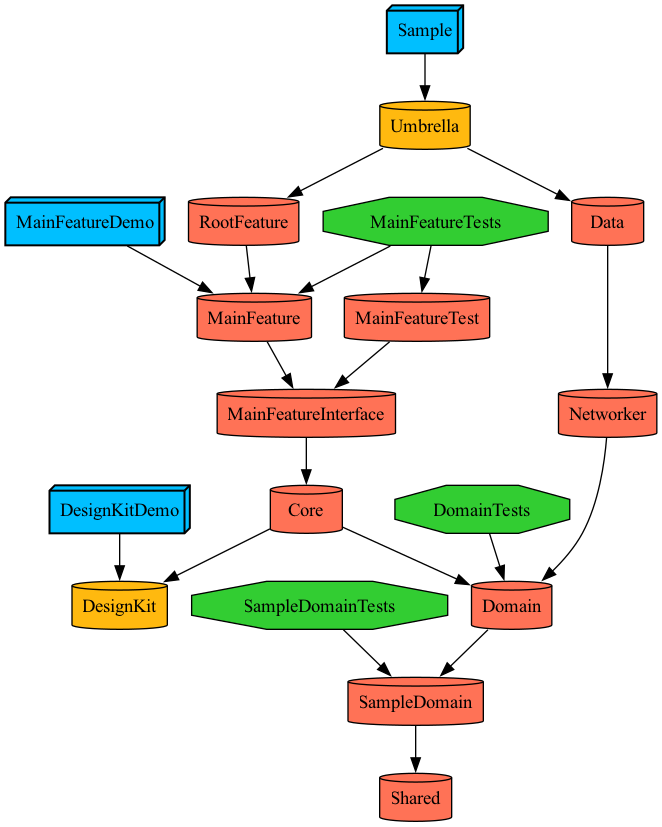 Sample
Umbrella
MainFeatureDemo
RootFeature
MainFeatureTests
Data
MainFeature
MainFeatureTest
MainFeatureInterface
Networker
DesignKitDemo
Core
DomainTests
DesignKit
SampleDomainTests
Domain
SampleDomain
Shared